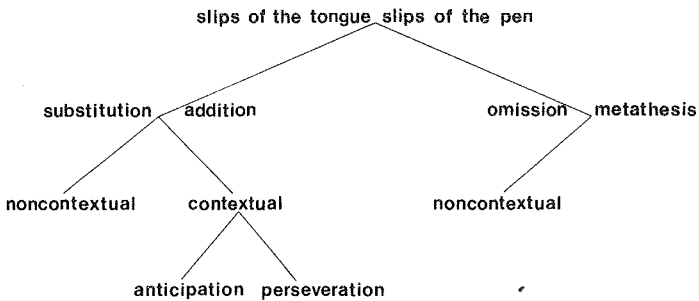 slips of the tongue slips of the pen
substitution addition omission metathesis
noncontextual contextual noncontextual
anticipation perseveration